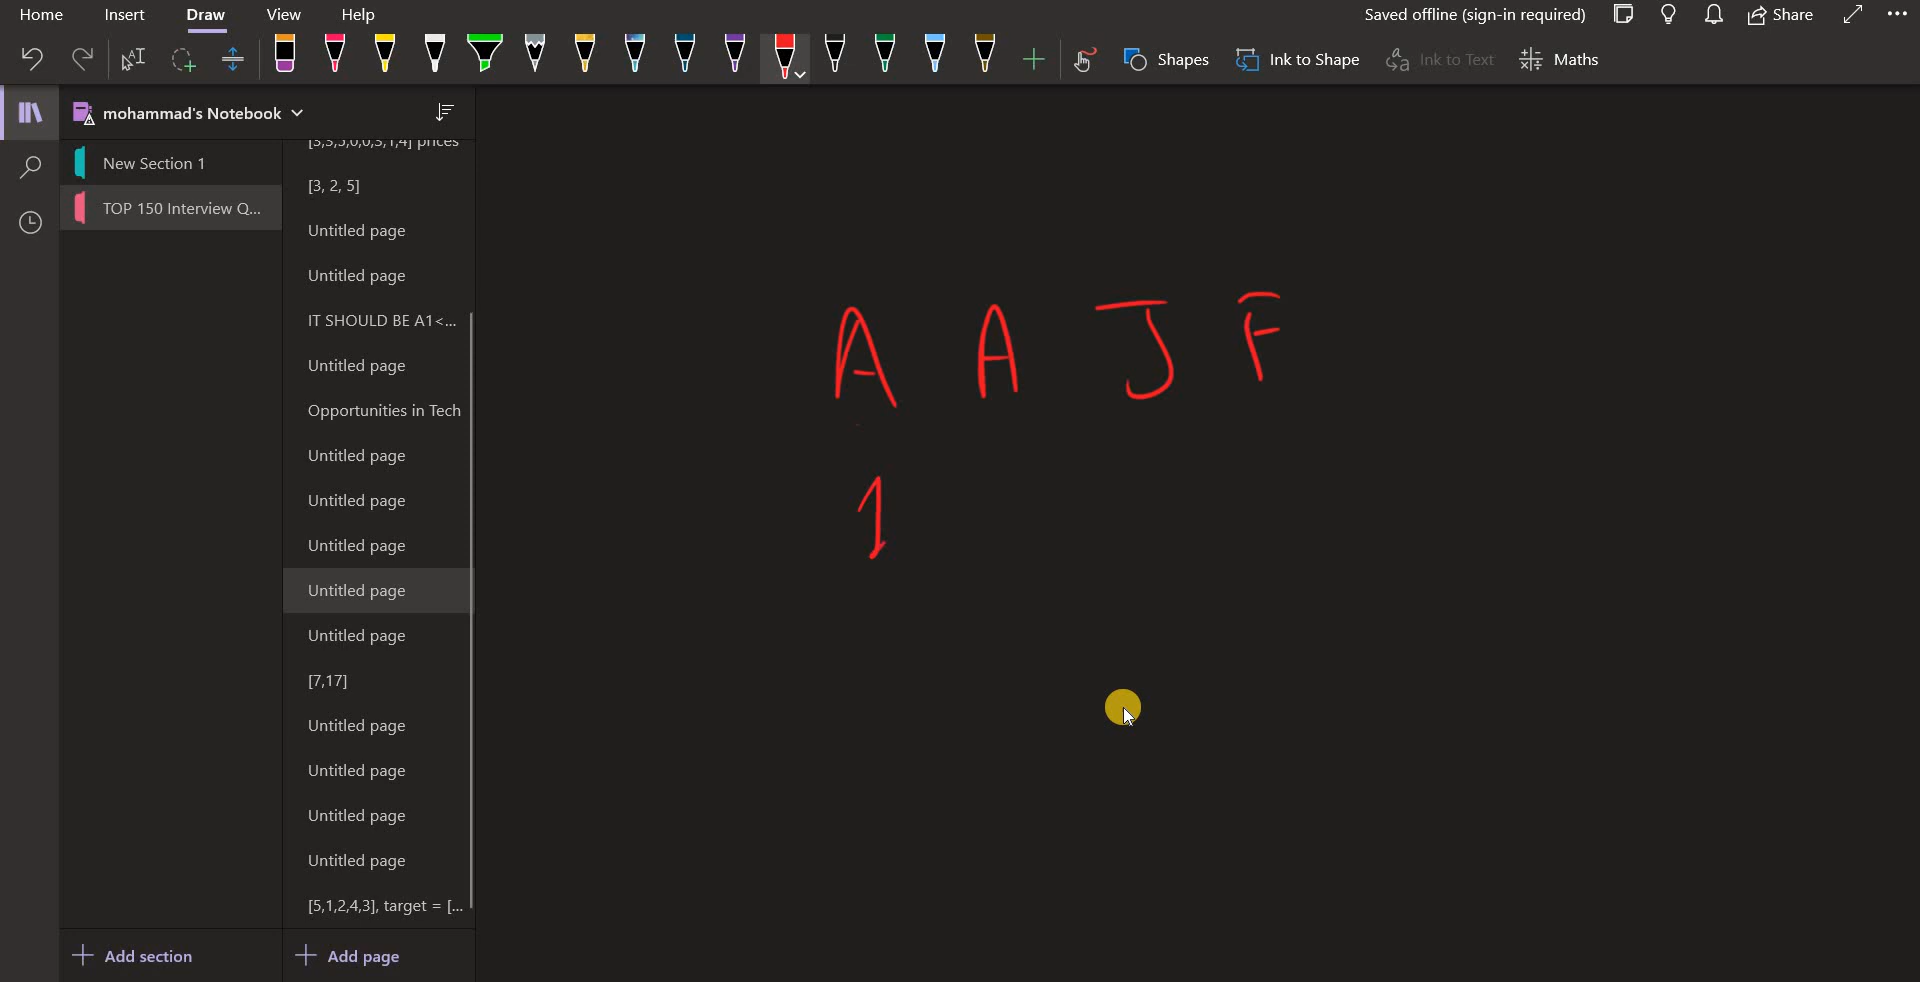 Home Insert Draw View Help Saved offline (sign-in required) Share
Shapes Ink to Shape Ink to Text Maths
mohammad's Notebook
New Section 1
TOP 150 Interview Q...
[3, 2, 5]
Untitled page
Untitled page
IT SHOULD BE A1<...
Untitled page
Opportunities in Tech
Untitled page
Untitled page
Untitled page
Untitled page
Untitled page
[7,17]
Untitled page
Untitled page
Untitled page
Untitled page
[5,1,2,4,3], target = [...
Add section
Add page
A A J F
1